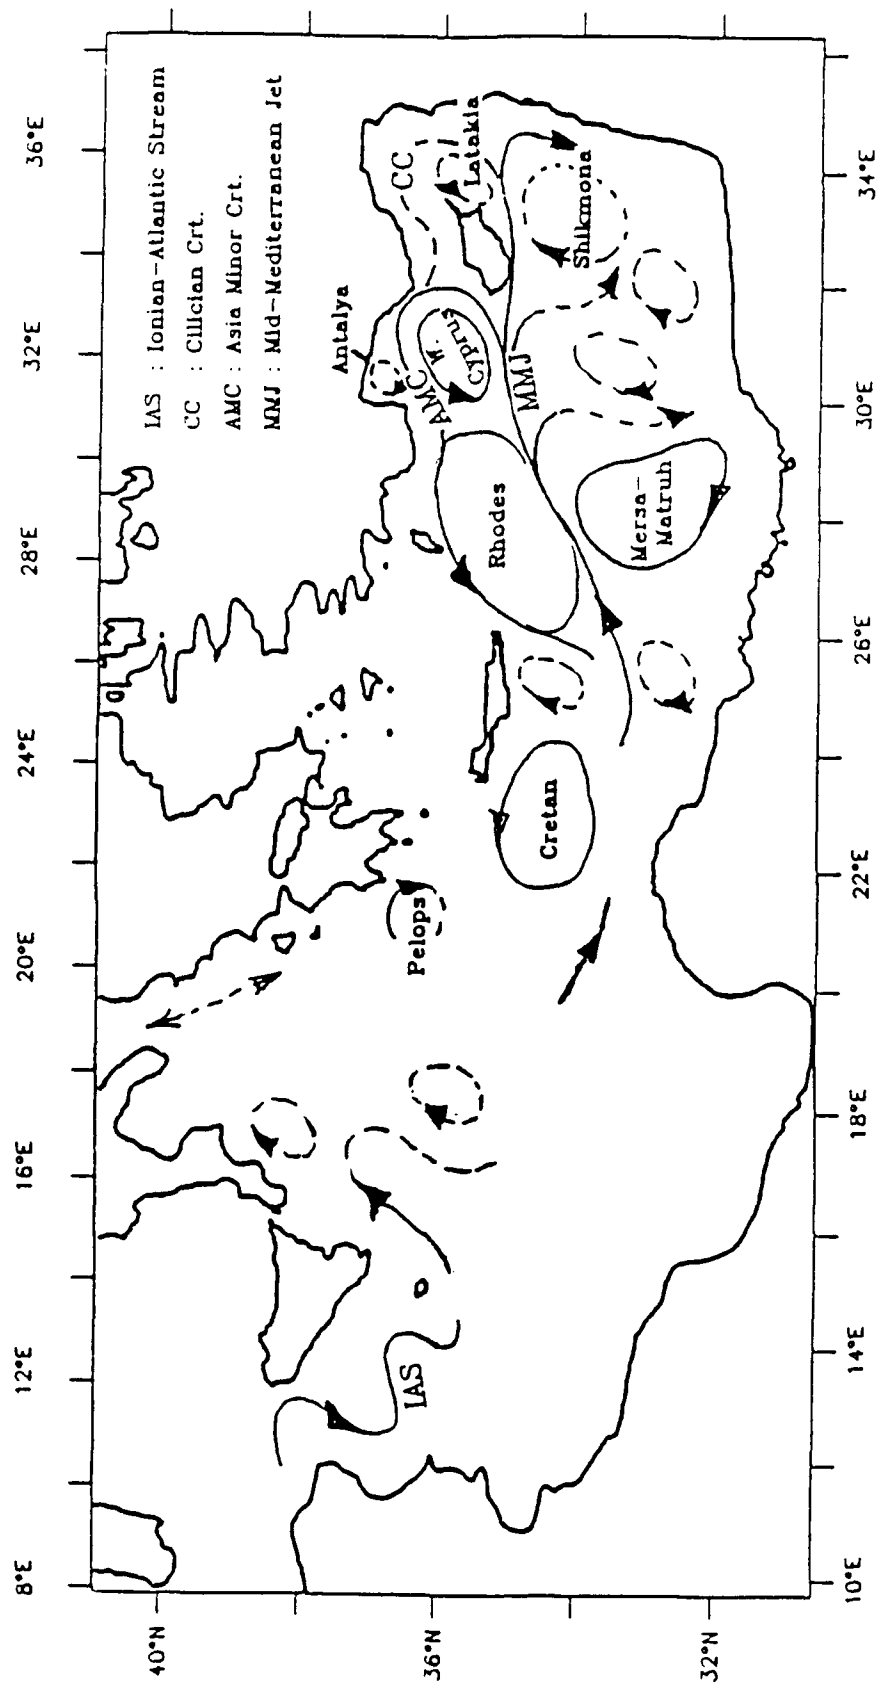 8°E
12°E
16°E
20°E
24°E
28°E
32°E
36°E
IAS : Ionian-Atlantic Stream
CC : Cilician Crt.
AMC : Asia Minor Crt.
MMJ : Mid-Mediterranean Jet
Antalya
CC
Latakia
AMC
W.
Cyprus
MMJ
Shikmona
Rhodes
Mersa-
Matruh
Cretan
Pelops
IAS
40°N
36°N
32°N
10°E
14°E
18°E
22°E
26°E
30°E
34°E